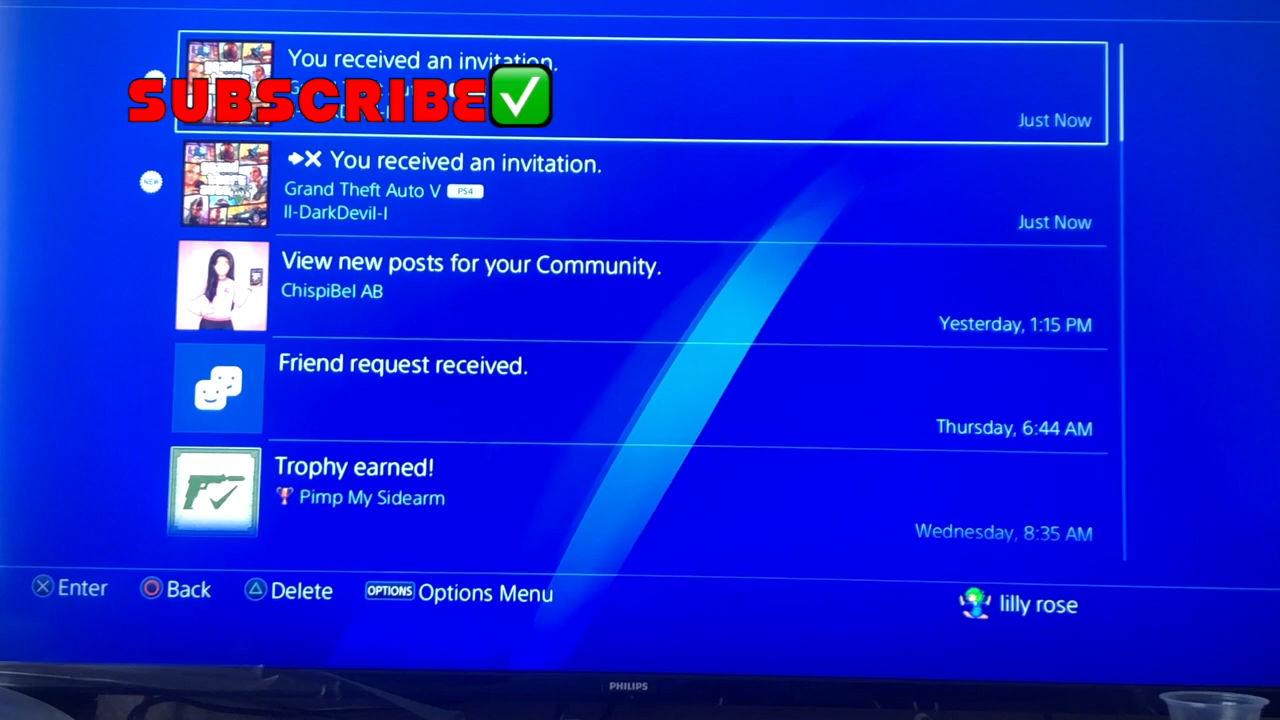 You received an invitation.
SUBSCRIBE✅
Just Now
You received an invitation.
NEW
Grand Theft Auto V PS4
II-DarkDevil-I
Just Now
View new posts for your Community.
ChispiBel AB
Yesterday, 1:15 PM
Friend request received.
Thursday, 6:44 AM
Trophy earned!
Pimp My Sidearm
Wednesday, 8:35 AM
Enter Back Delete OPTIONS Options Menu
lilly rose
PHILIPS